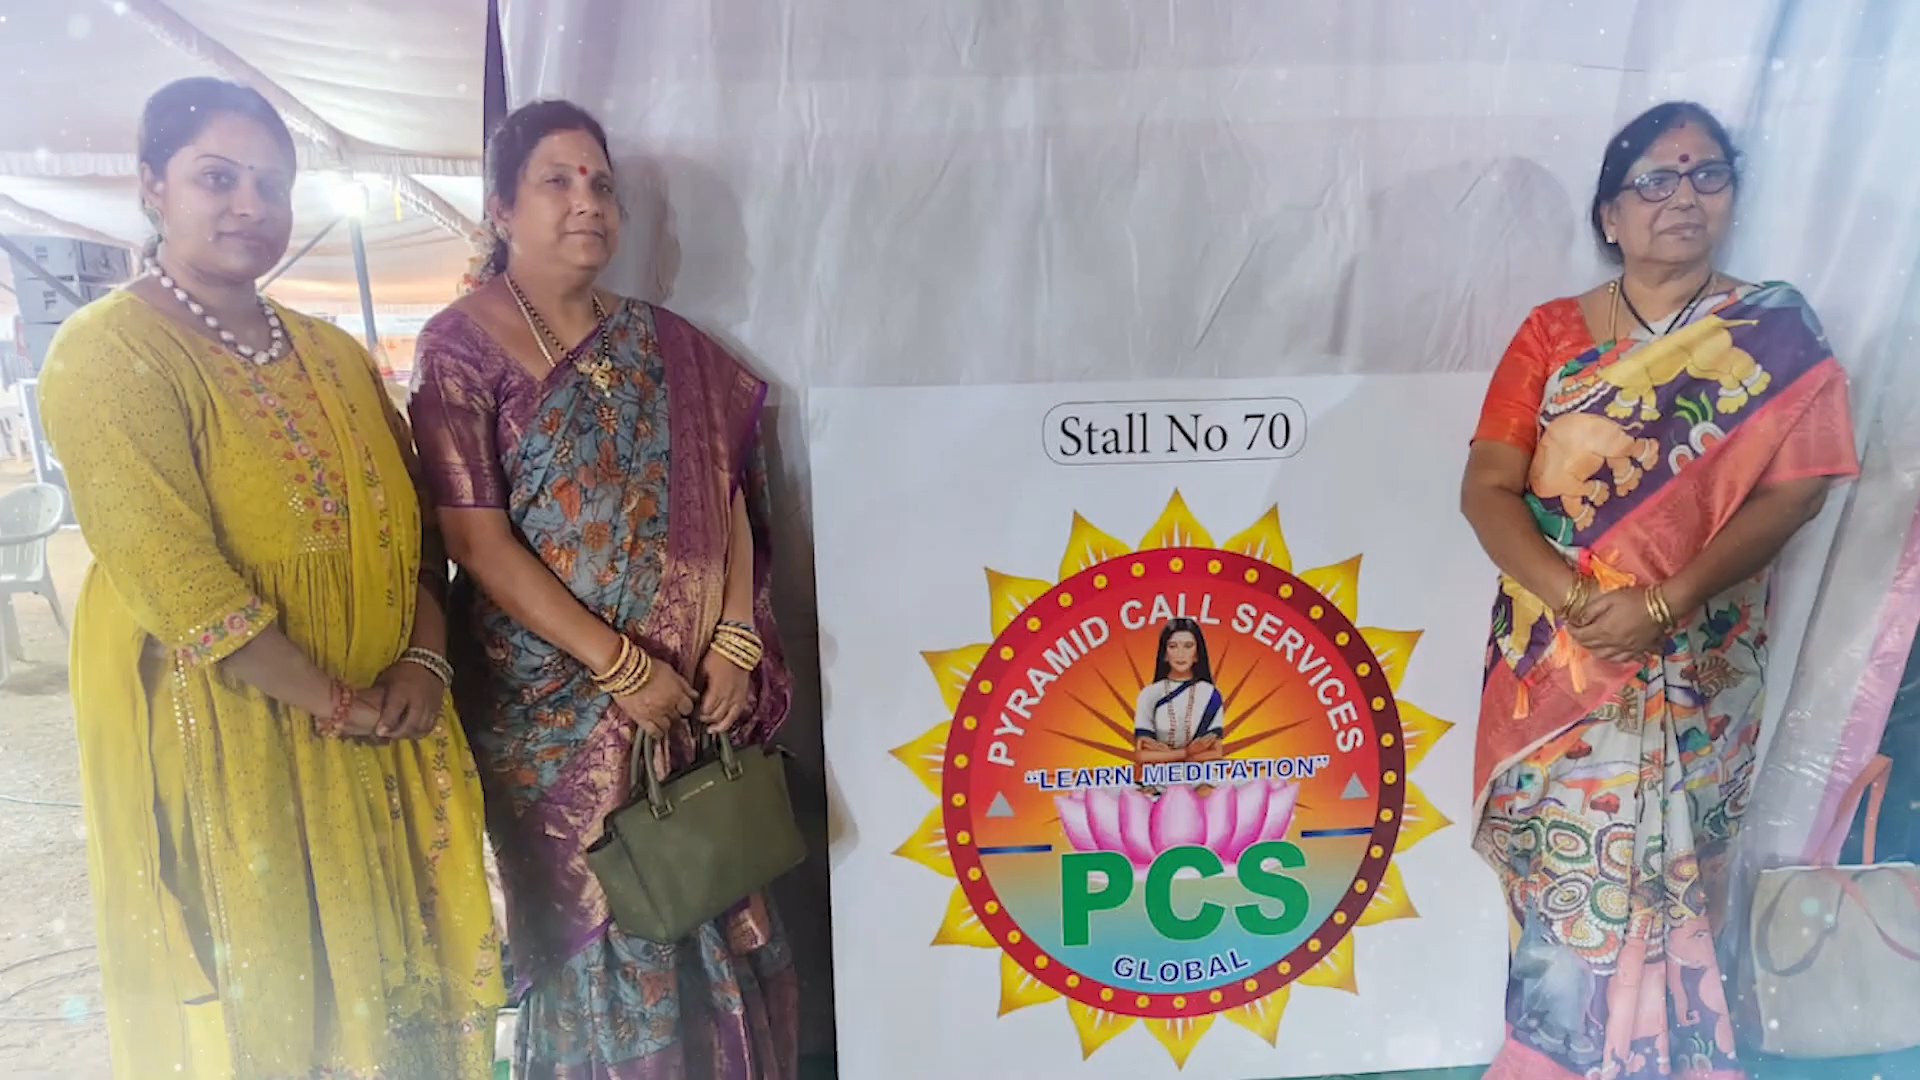 Stall No 70
PYRAMID CALL SERVICES
"LEARN MEDITATION"
PCS
GLOBAL